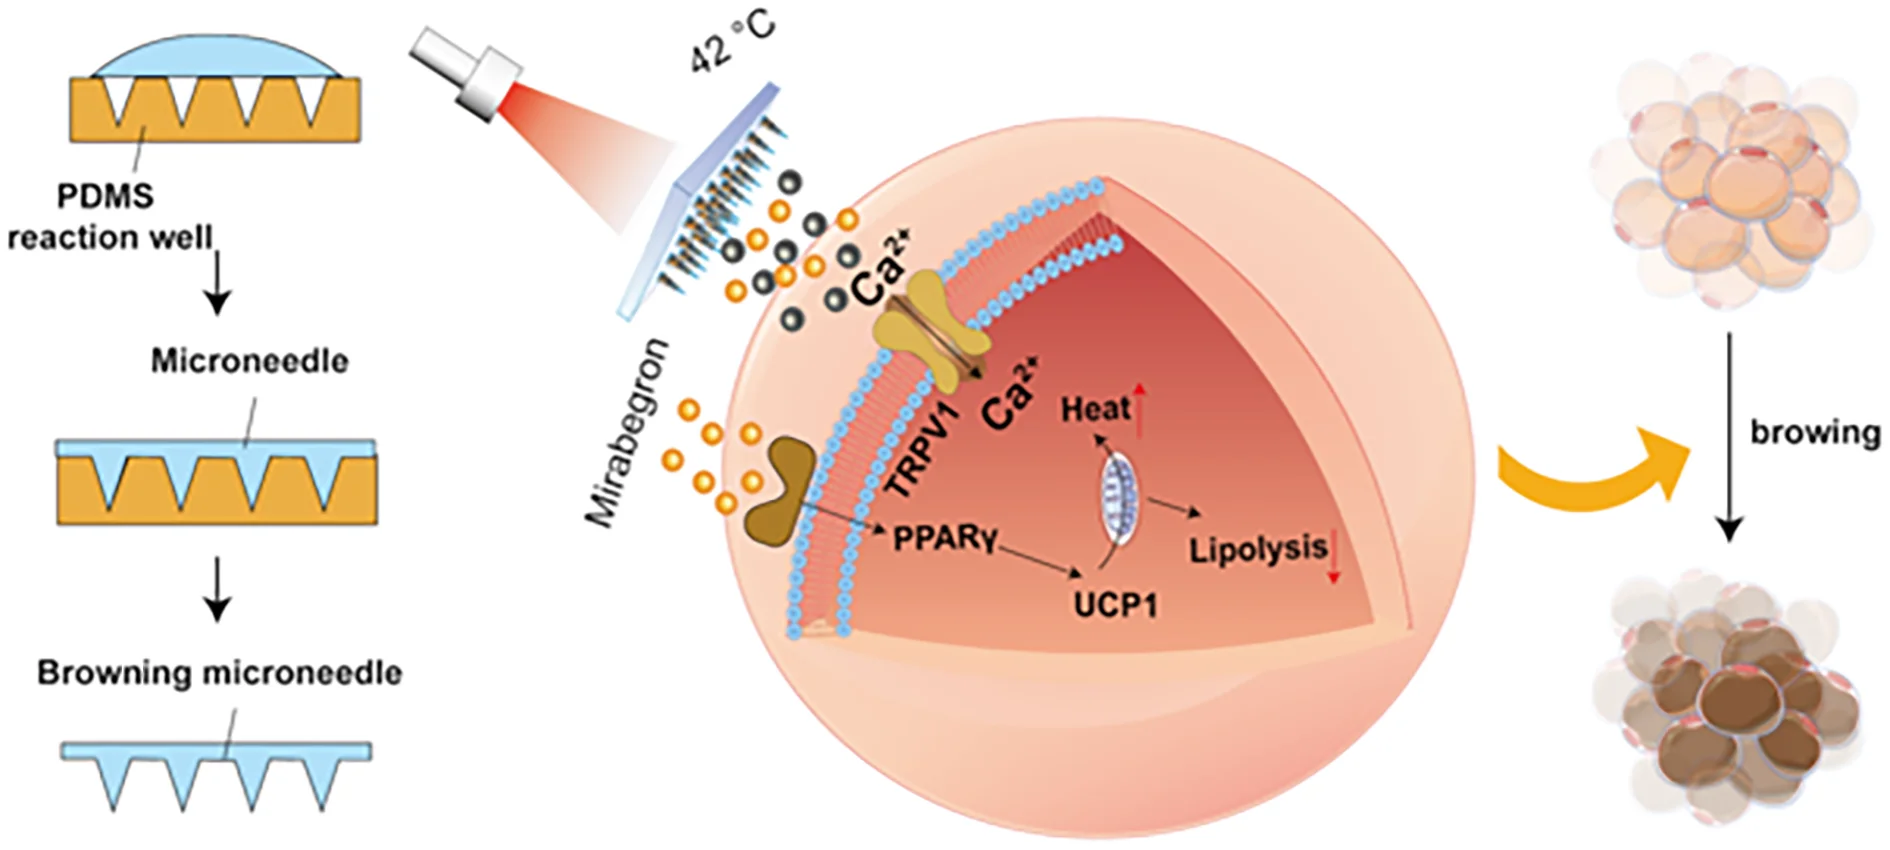 PDMS
reaction well
Microneedle
Browning microneedle
42 °C
Mirabegron
Ca²⁺
TRPV1
Ca²⁺
Heat
PPARγ
Lipolysis
UCP1
browing